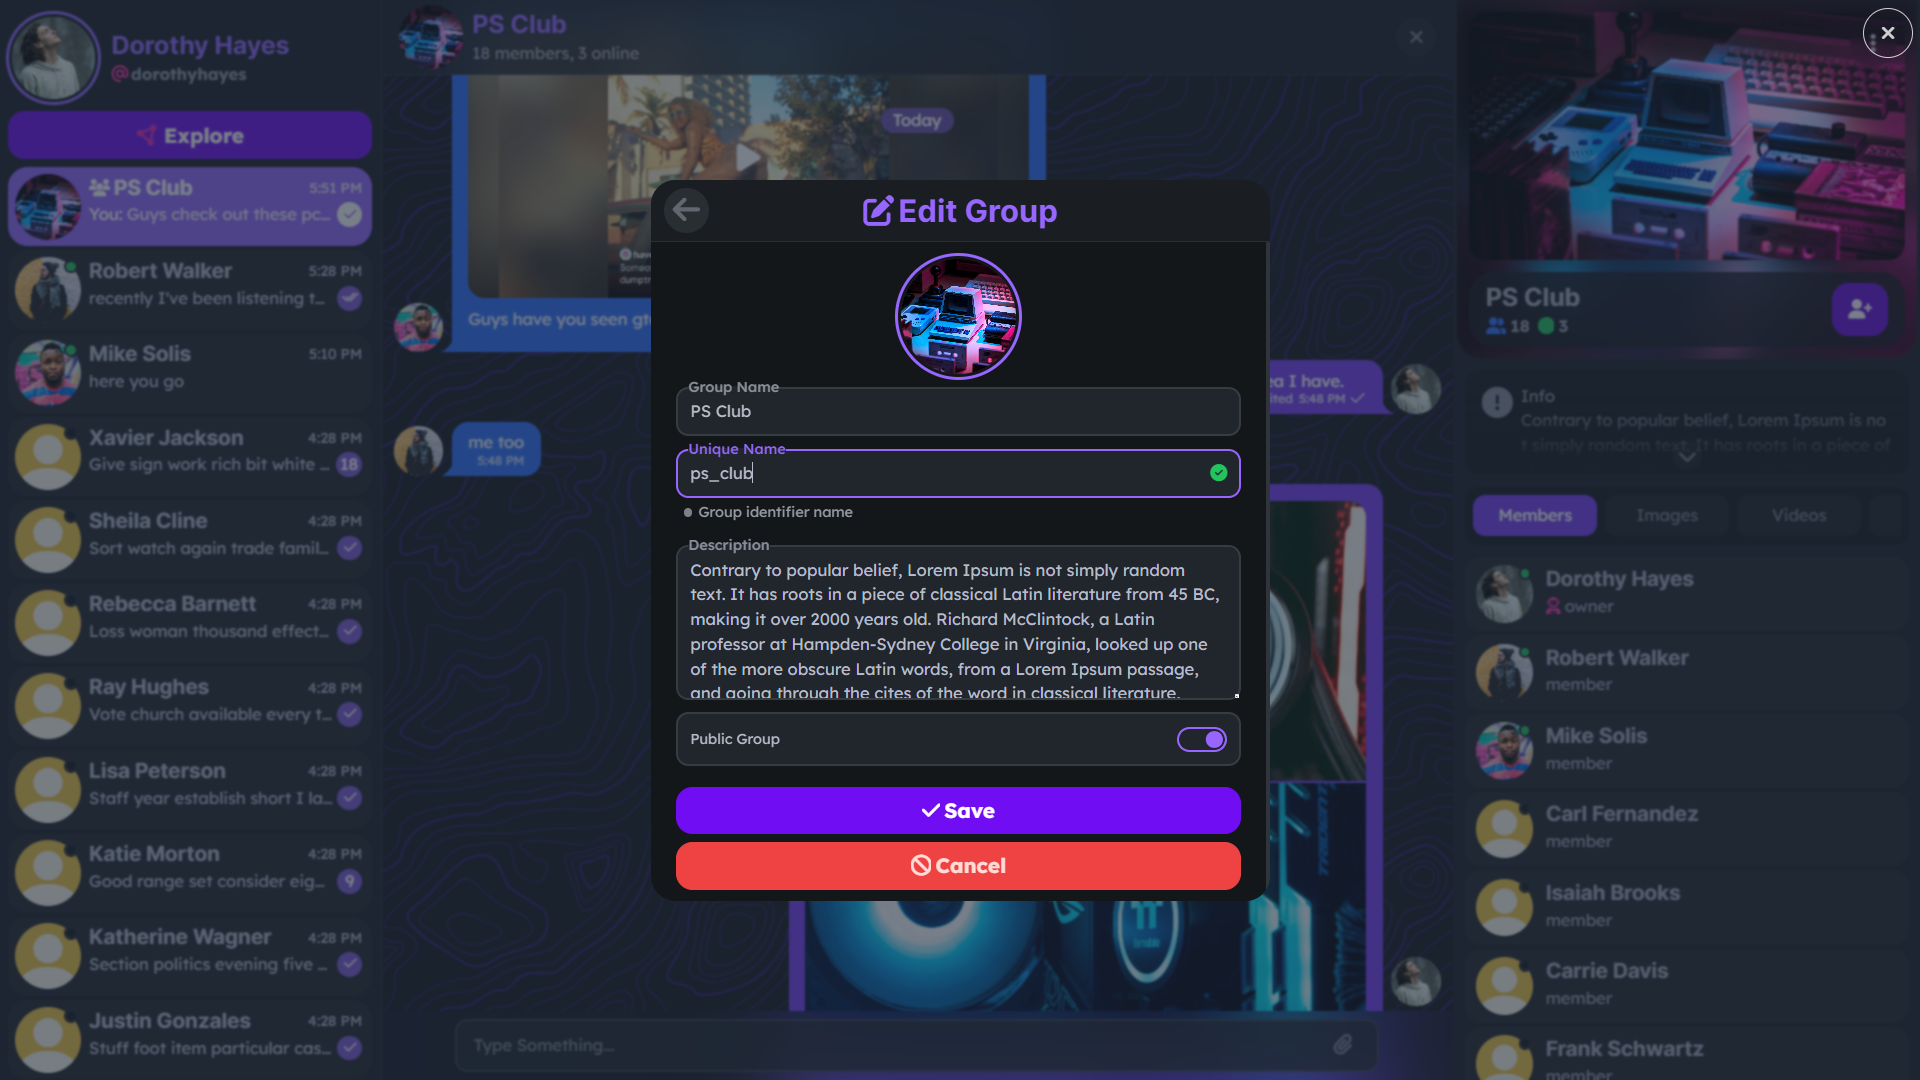 Dorothy Hayes
@dorothyhayes
Explore
PS Club
5:51 PM
You: Guys check out these pc...
Robert Walker
5:28 PM
recently I've been listening t...
Mike Solis
5:10 PM
here you go
Xavier Jackson
4:28 PM
Give sign work rich bit white ...
18
Sheila Cline
4:28 PM
Sort watch again trade famil...
Rebecca Barnett
4:28 PM
Loss woman thousand effect...
Ray Hughes
4:28 PM
Vote church available every t...
Lisa Peterson
4:28 PM
Staff year establish short I la...
Katie Morton
4:28 PM
Good range set consider eig...
9
Katherine Wagner
4:28 PM
Section politics evening five ...
Justin Gonzales
4:28 PM
Stuff foot item particular cas...
PS Club
18 members, 3 online
Today
Guys have you seen
me too
5:48 PM
I have.
5:48 PM
Type Something...
Edit Group
Group Name
PS Club
Unique Name
ps_club
Group identifier name
Description
Contrary to popular belief, Lorem Ipsum is not simply random
text. It has roots in a piece of classical Latin literature from 45 BC,
making it over 2000 years old. Richard McClintock, a Latin
professor at Hampden-Sydney College in Virginia, looked up one
of the more obscure Latin words, from a Lorem Ipsum passage,
and going through the cites of the word in classical literature,
Public Group
Save
Cancel
PS Club
18
3
Info
Contrary to popular belief, Lorem Ipsum is no
t simply random text. It has roots in a piece of
Members
Images
Videos
Dorothy Hayes
owner
Robert Walker
member
Mike Solis
member
Carl Fernandez
member
Isaiah Brooks
member
Carrie Davis
member
Frank Schwartz
member